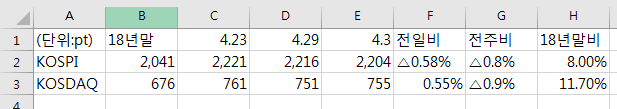 A B C D E F G H
1 (단위:pt) 18년말 4.23 4.29 4.3 전일비 전주비 18년말비
2 KOSPI 2,041 2,221 2,216 2,204 △0.58% △0.8% 8.00%
3 KOSDAQ 676 761 751 755 0.55% △0.9% 11.70%
4